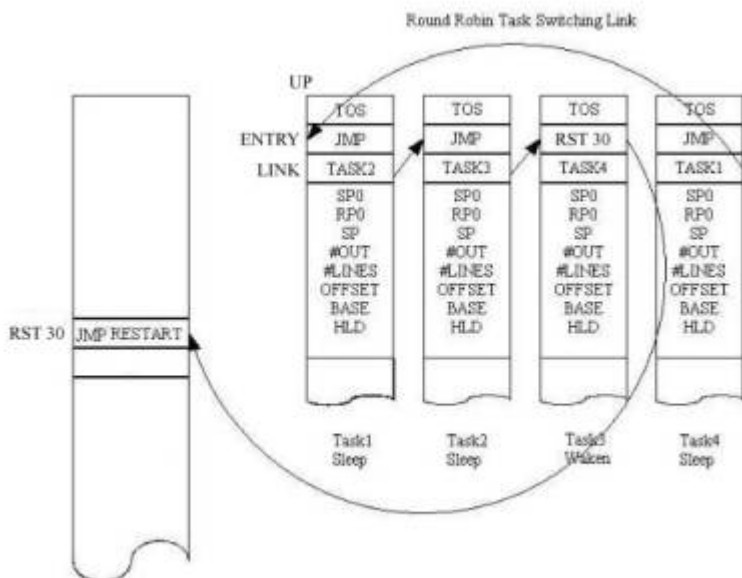 Round Robin Task Switching Link
UP
TOS TOS TOS TOS
ENTRY JMP JMP RST 30 JMP
LINK TASK2 TASK3 TASK4 TASK1
SP0 SP0 SP0 SP0
RP0 RP0 RP0 RP0
SP SP SP SP
#OUT #OUT #OUT #OUT
#LINES #LINES #LINES #LINES
OFFSET OFFSET OFFSET OFFSET
BASE BASE BASE BASE
HLD HLD HLD HLD
RST 30 JMP RESTART
Task1 Task2 Task3 Task4
Sleep Sleep Waken Sleep